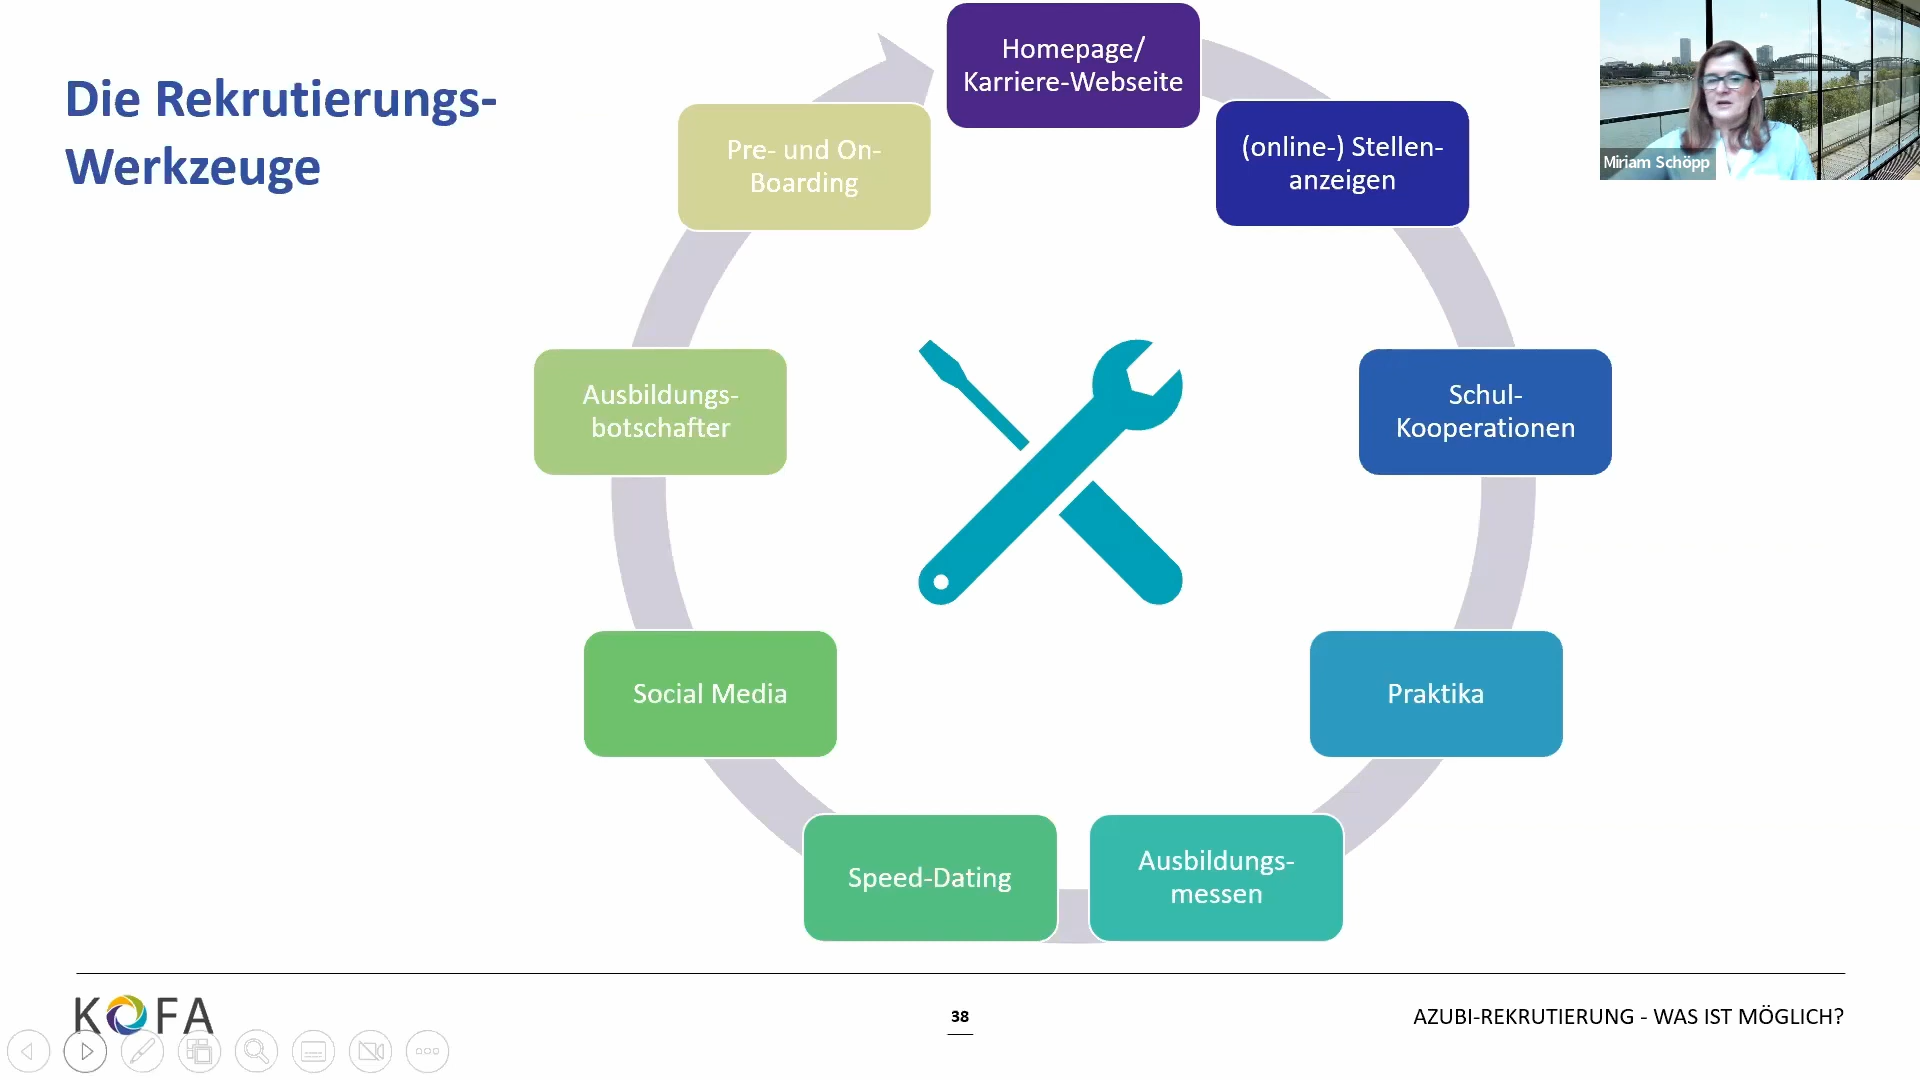 Die Rekrutierungs-
Werkzeuge
Homepage/
Karriere-Webseite
(online-) Stellen-
anzeigen
Schul-
Kooperationen
Praktika
Ausbildungs-
messen
Speed-Dating
Social Media
Ausbildungs-
botschafter
Pre- und On-
Boarding
Miriam Schöpp
KOFA
38
AZUBI-REKRUTIERUNG - WAS IST MÖGLICH?